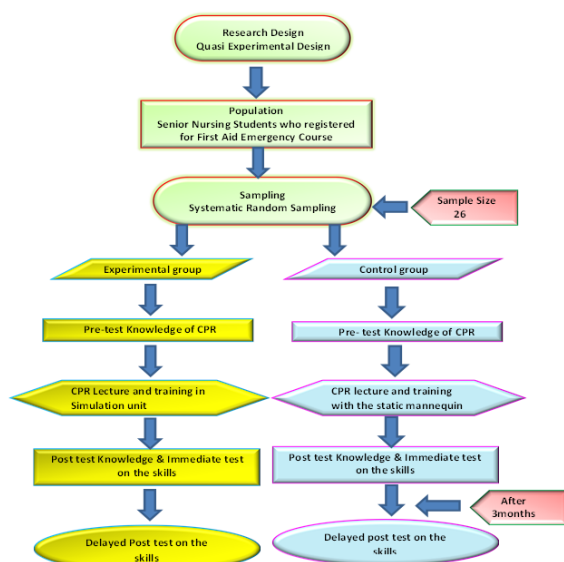 Research Design
Quasi Experimental Design
Population
Senior Nursing Students who registered
for First Aid Emergency Course
Sampling
Systematic Random Sampling
Sample Size
26
Experimental group
Control group
Pre-test Knowledge of CPR
Pre- test Knowledge of CPR
CPR Lecture and training in
Simulation unit
CPR lecture and training
with the static mannequin
Post test Knowledge & Immediate test
on the skills
Post test Knowledge & Immediate test
on the skills
After
3months
Delayed Post test on the
skills
Delayed post test on the
skills